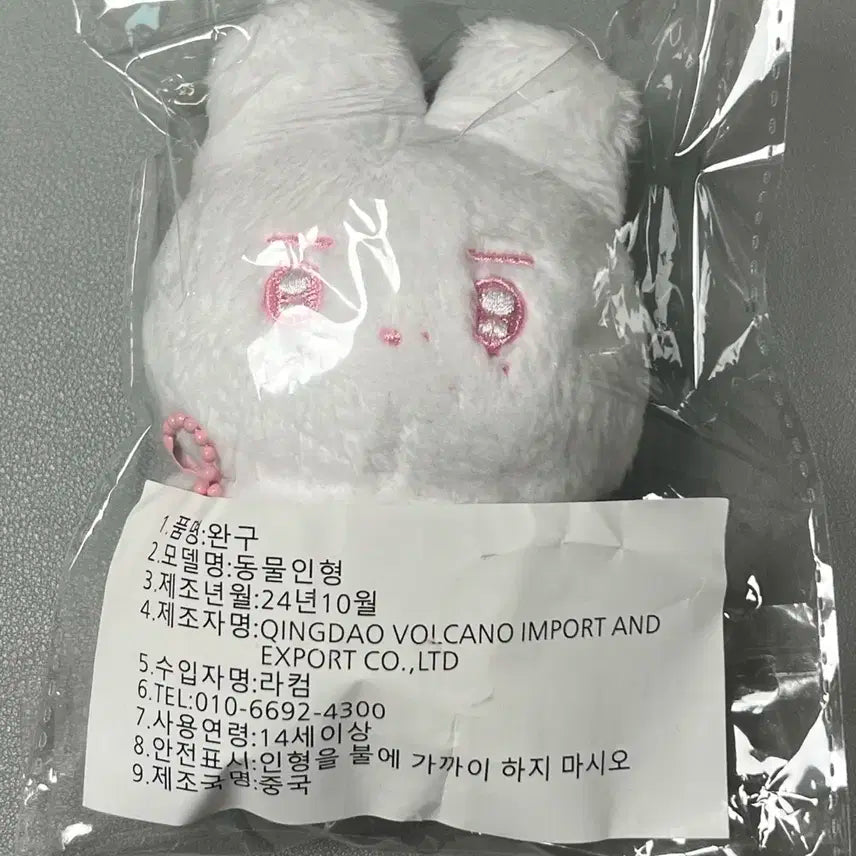 1.품명:완구
2.모델명:동물인형
3.제조년월:24년10월
4.제조자명:QINGDAO VOLCANO IMPORT AND
EXPORT CO.,LTD
5.수입자명:라컴
6.TEL:010-6692-4300
7.사용연령:14세이상
8.안전표시:인형을 불에 가까이 하지 마시오
9.제조국명:중국